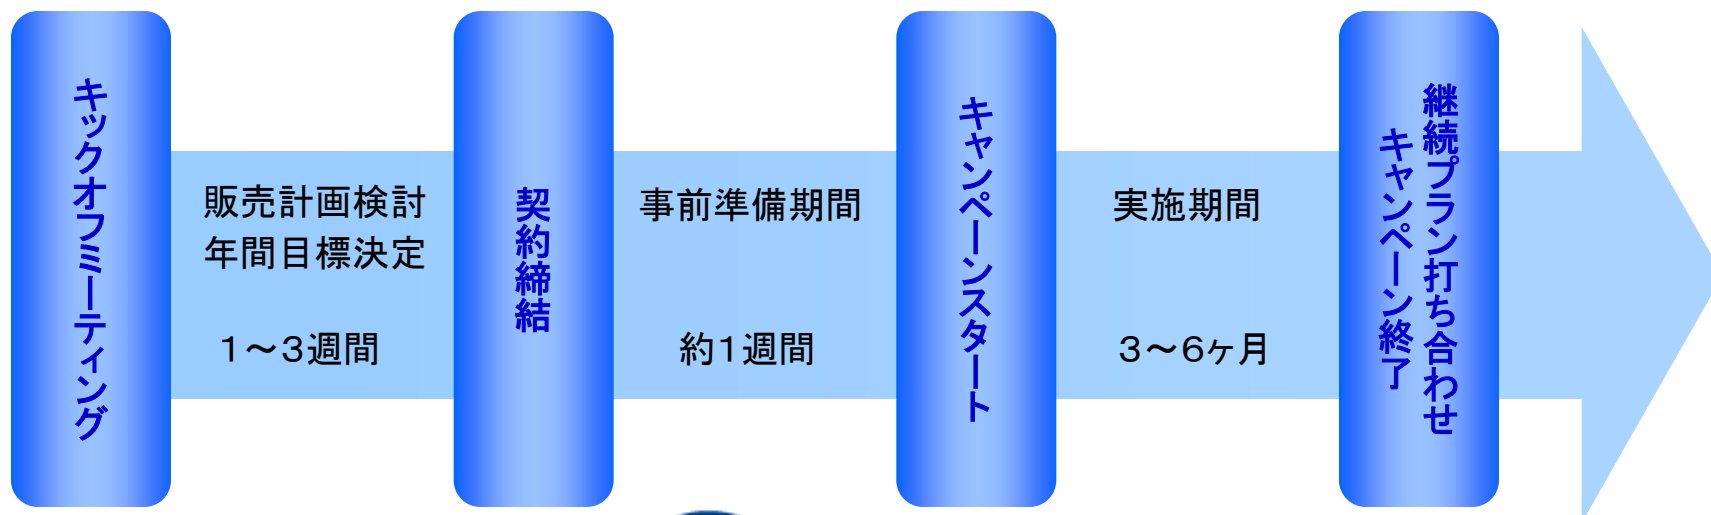 キックオフミーティング
販売計画検討
年間目標決定
１～３週間
契約締結
事前準備期間
約１週間
キャンペーンスタート
実施期間
３～６ヶ月
継続プラン打ち合わせ
キャンペーン終了